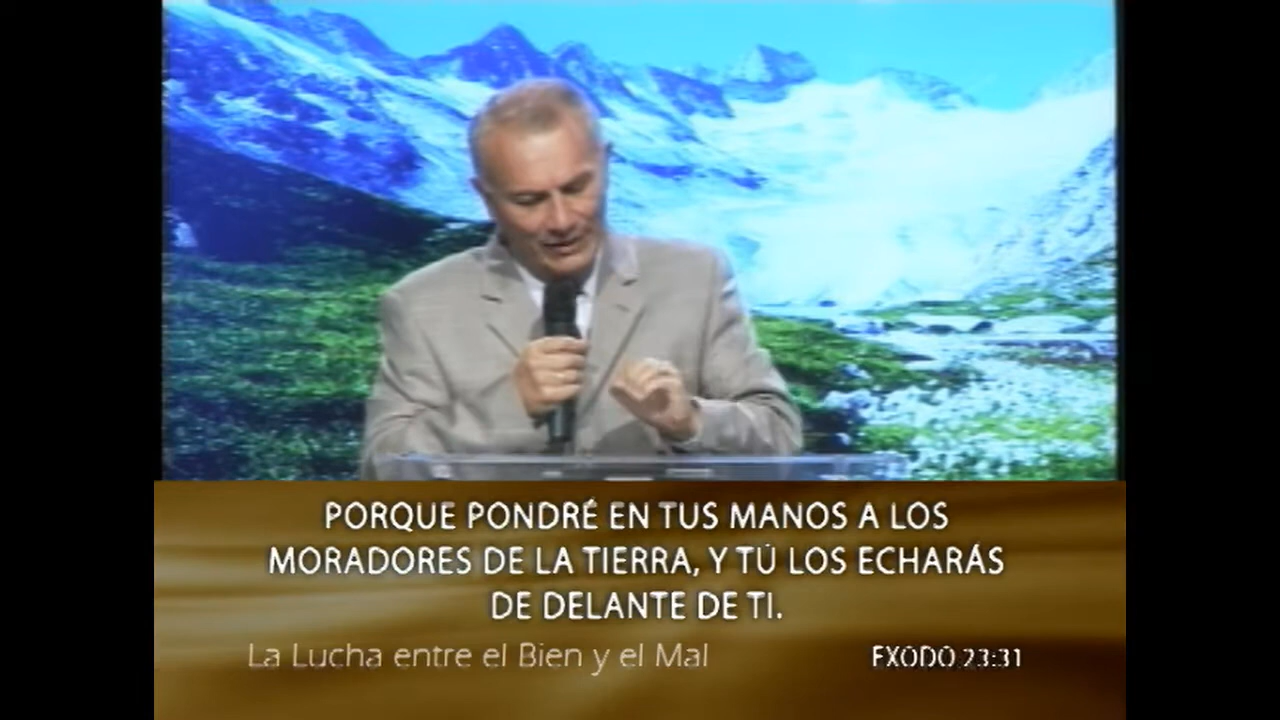 PORQUE PONDRÉ EN TUS MANOS A LOS
MORADORES DE LA TIERRA, Y TÚ LOS ECHARÁS
DE DELANTE DE TI.
La Lucha entre el Bien y el Mal
EXODO 23:31